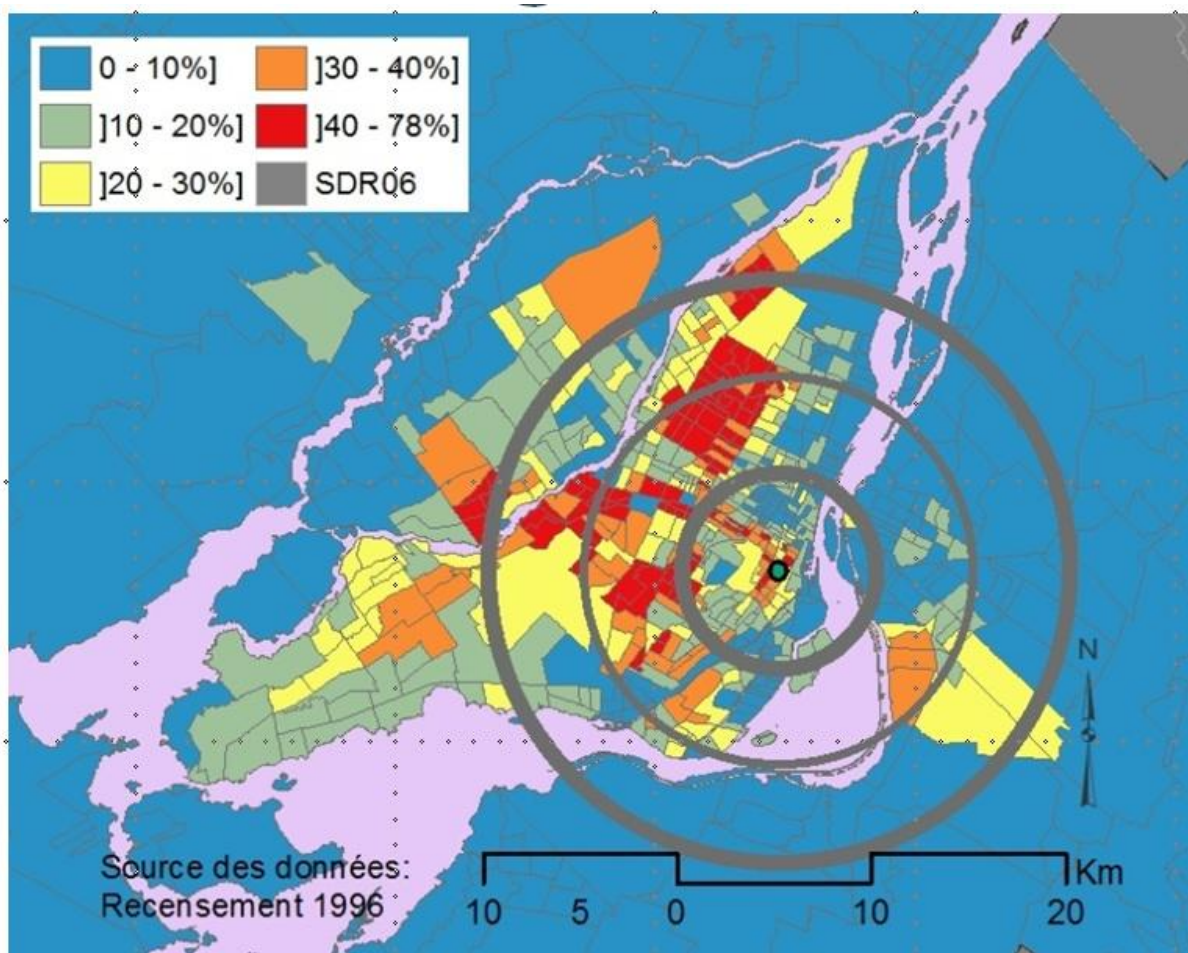 0 - 10%] ]30 - 40%]
]10 - 20%] ]40 - 78%]
]20 - 30%] SDR06
N
Source des données:
Recensement 1996
Km
10 5 0 10 20